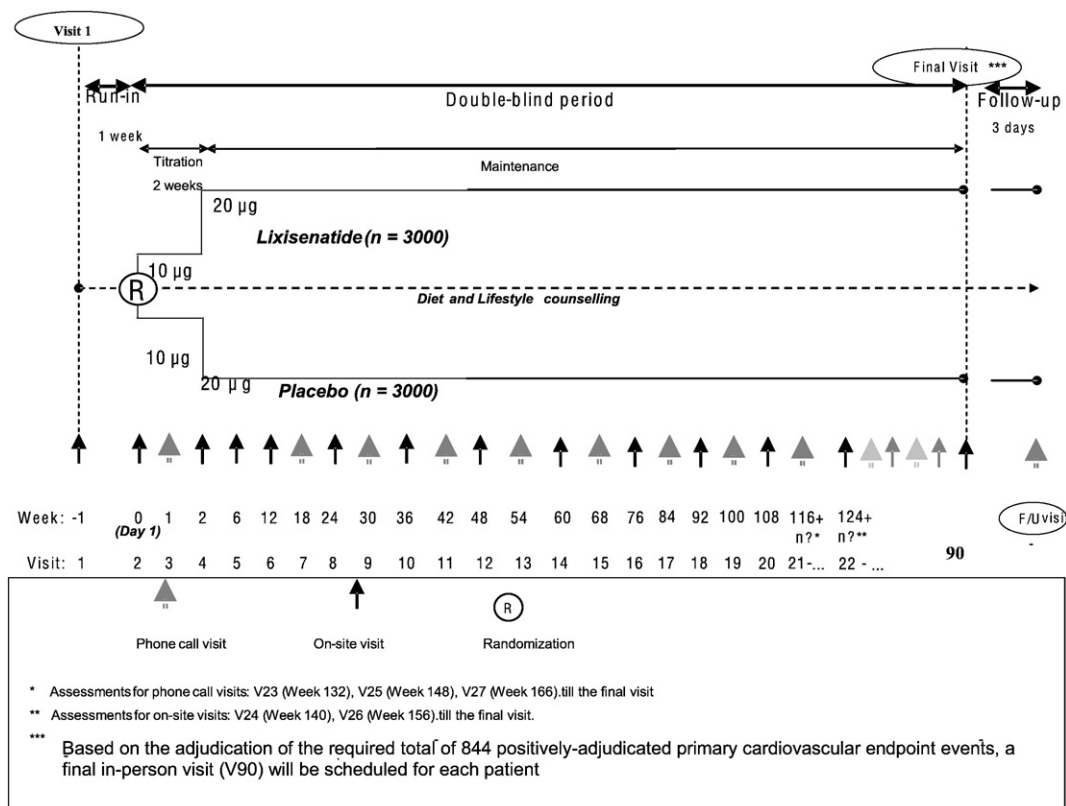 Visit 1
Final Visit ***
Run-in
Double-blind period
Follow-up
1 week
3 days
Titration
Maintenance
2 weeks
20 µg
Lixisenatide (n = 3000)
10 µg
R
Diet and Lifestyle counselling
10 µg
20 µg
Placebo (n = 3000)
Week: -1 0 1 2 6 12 18 24 30 36 42 48 54 60 68 76 84 92 100 108 116+ 124+ F/U visit
(Day 1) n?* n?** -
Visit: 1 2 3 4 5 6 7 8 9 10 11 12 13 14 15 16 17 18 19 20 21-... 22 - ... 90
R
Phone call visit On-site visit Randomization
* Assessments for phone call visits: V23 (Week 132), V25 (Week 148), V27 (Week 166).till the final visit
** Assessments for on-site visits: V24 (Week 140), V26 (Week 156).till the final visit.
*** Based on the adjudication of the required total of 844 positively-adjudicated primary cardiovascular endpoint events, a
final in-person visit (V90) will be scheduled for each patient